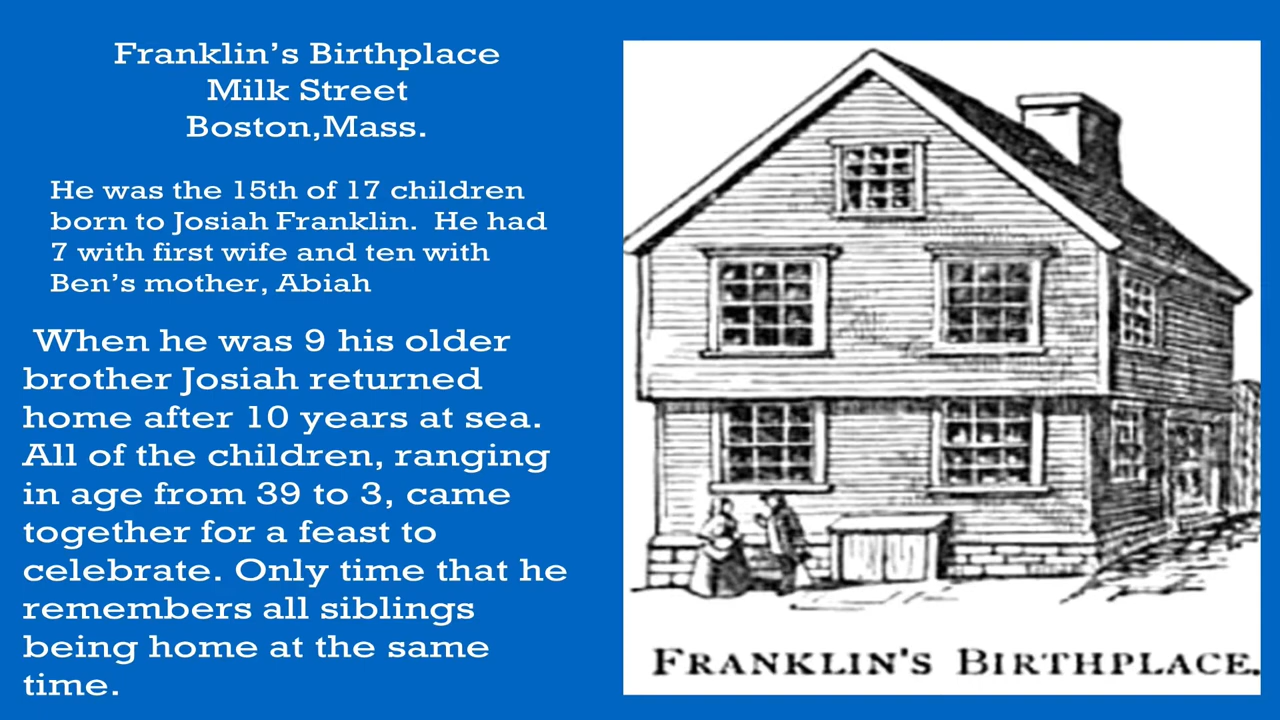 Franklin's Birthplace
Milk Street
Boston,Mass.
He was the 15th of 17 children
born to Josiah Franklin.  He had
7 with first wife and ten with
Ben's mother, Abiah
When he was 9 his older
brother Josiah returned
home after 10 years at sea.
All of the children, ranging
in age from 39 to 3, came
together for a feast to
celebrate. Only time that he
remembers all siblings
being home at the same
time.
FRANKLIN'S BIRTHPLACE.